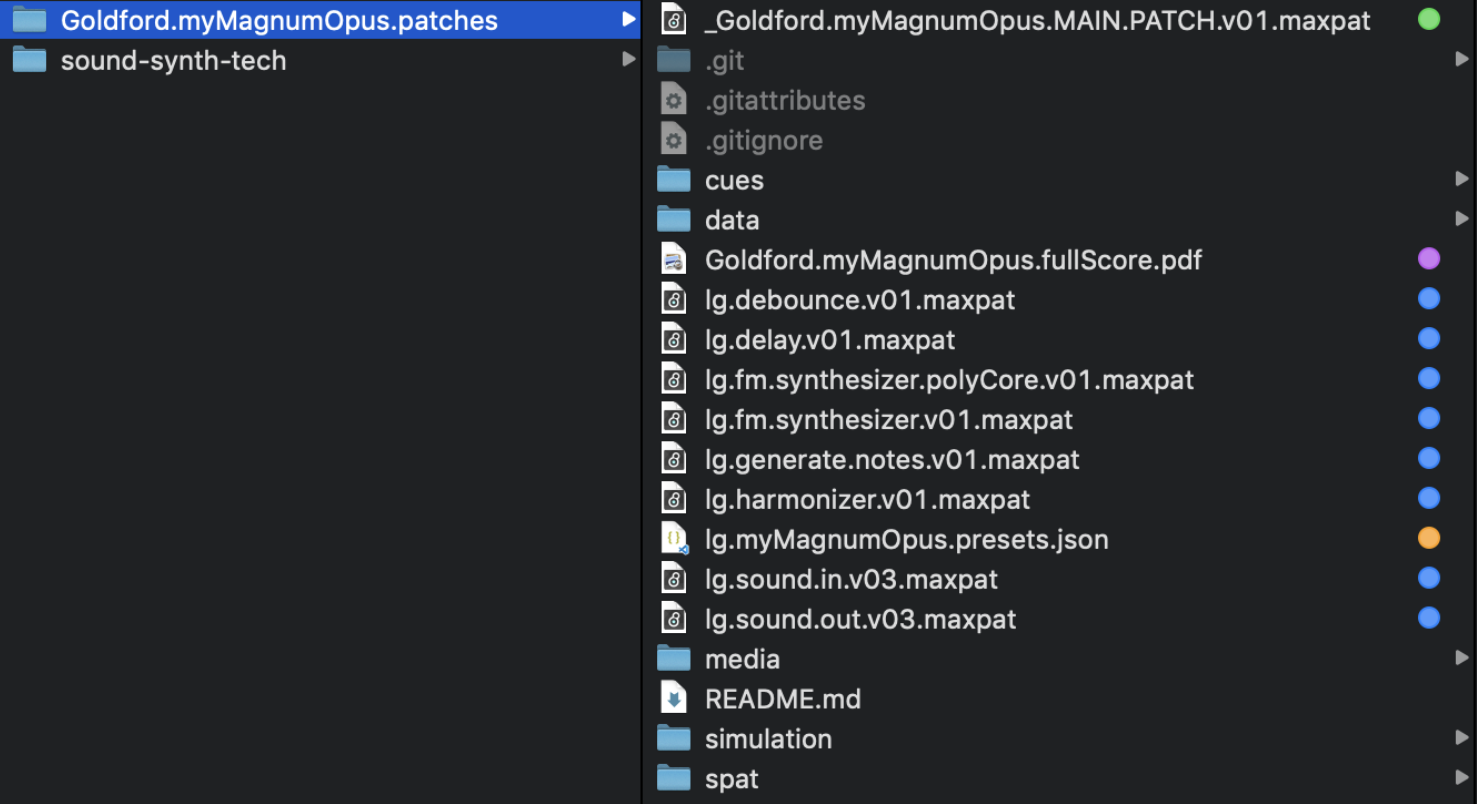 Goldford.myMagnumOpus.patches
sound-synth-tech
_Goldford.myMagnumOpus.MAIN.PATCH.v01.maxpat
.git
.gitattributes
.gitignore
cues
data
Goldford.myMagnumOpus.fullScore.pdf
lg.debounce.v01.maxpat
lg.delay.v01.maxpat
lg.fm.synthesizer.polyCore.v01.maxpat
lg.fm.synthesizer.v01.maxpat
lg.generate.notes.v01.maxpat
lg.harmonizer.v01.maxpat
lg.myMagnumOpus.presets.json
lg.sound.in.v03.maxpat
lg.sound.out.v03.maxpat
media
README.md
simulation
spat